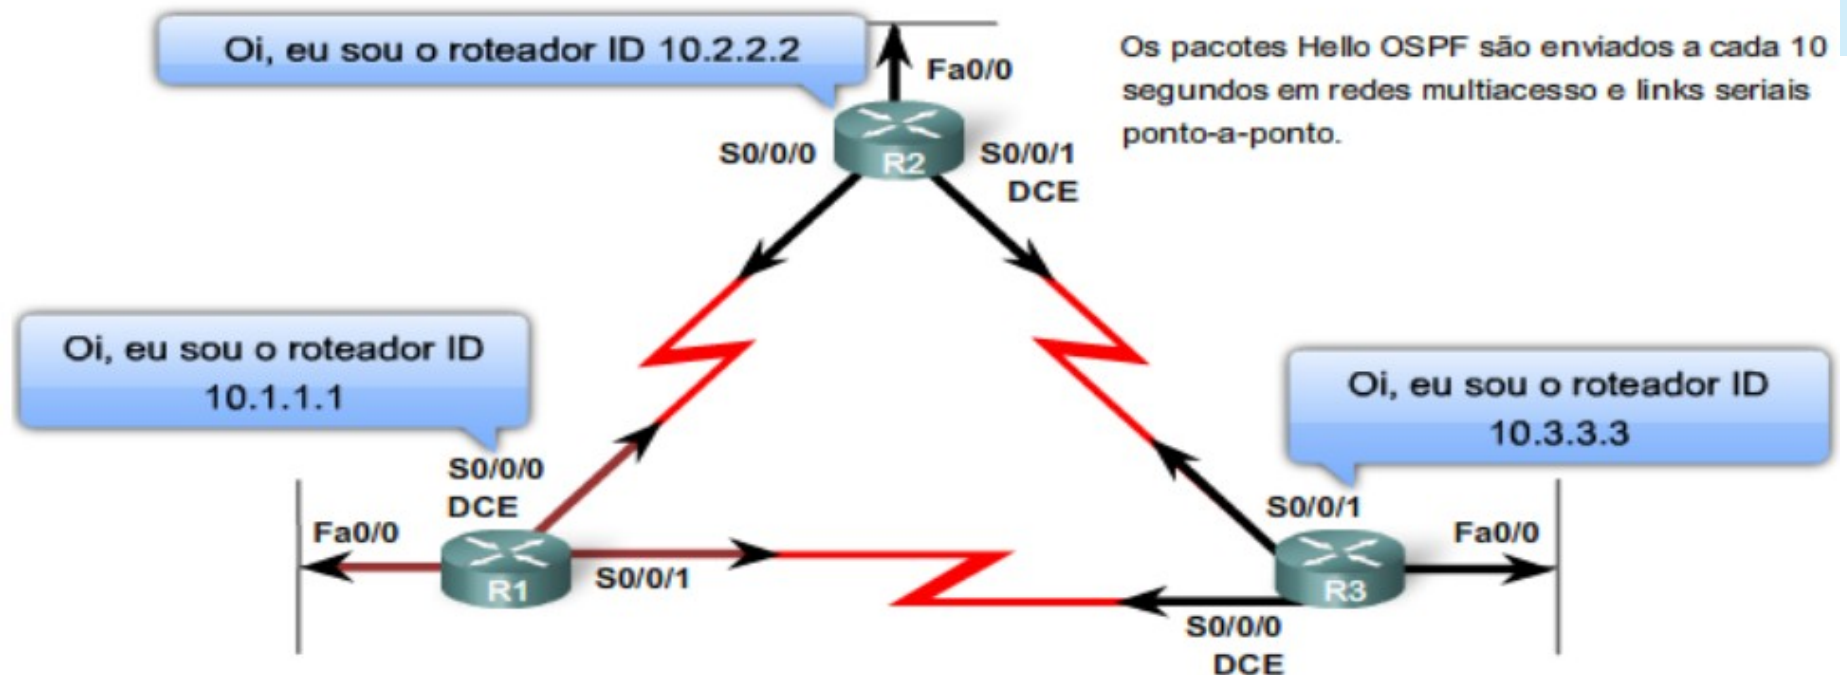 Oi, eu sou o roteador ID 10.2.2.2
Os pacotes Hello OSPF são enviados a cada 10
segundos em redes multiacesso e links seriais
ponto-a-ponto.
Fa0/0
S0/0/0
R2
S0/0/1
DCE
Oi, eu sou o roteador ID
10.1.1.1
Oi, eu sou o roteador ID
10.3.3.3
S0/0/0
DCE
Fa0/0
R1
S0/0/1
S0/0/1
Fa0/0
R3
S0/0/0
DCE